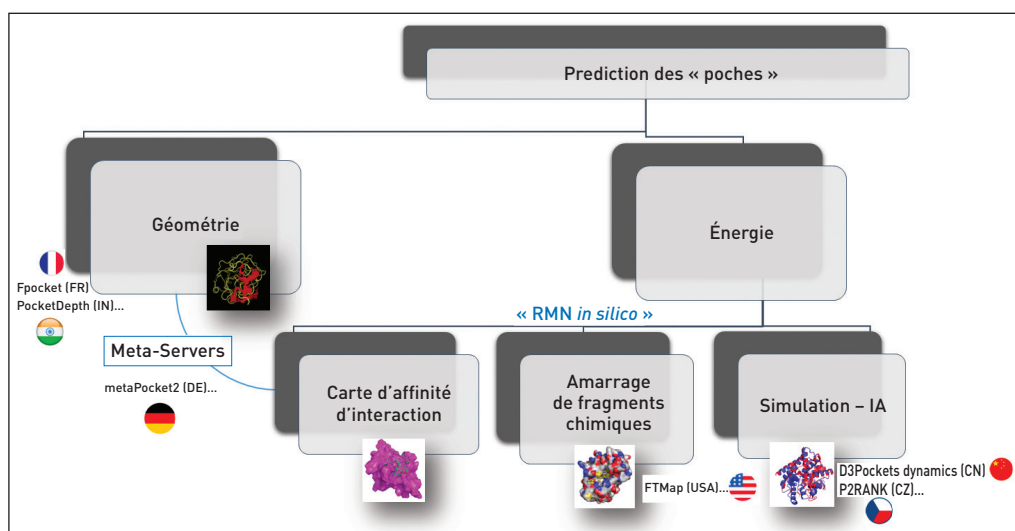 Prediction des « poches »
Géométrie
Énergie
Fpocket (FR)
PocketDepth (IN)...
« RMN in silico »
Meta-Servers
metaPocket2 (DE)...
Carte d’affinité
d’interaction
Amarrage
de fragments
chimiques
Simulation – IA
FTMap (USA)...
D3Pockets dynamics (CN)
P2RANK (CZ)...